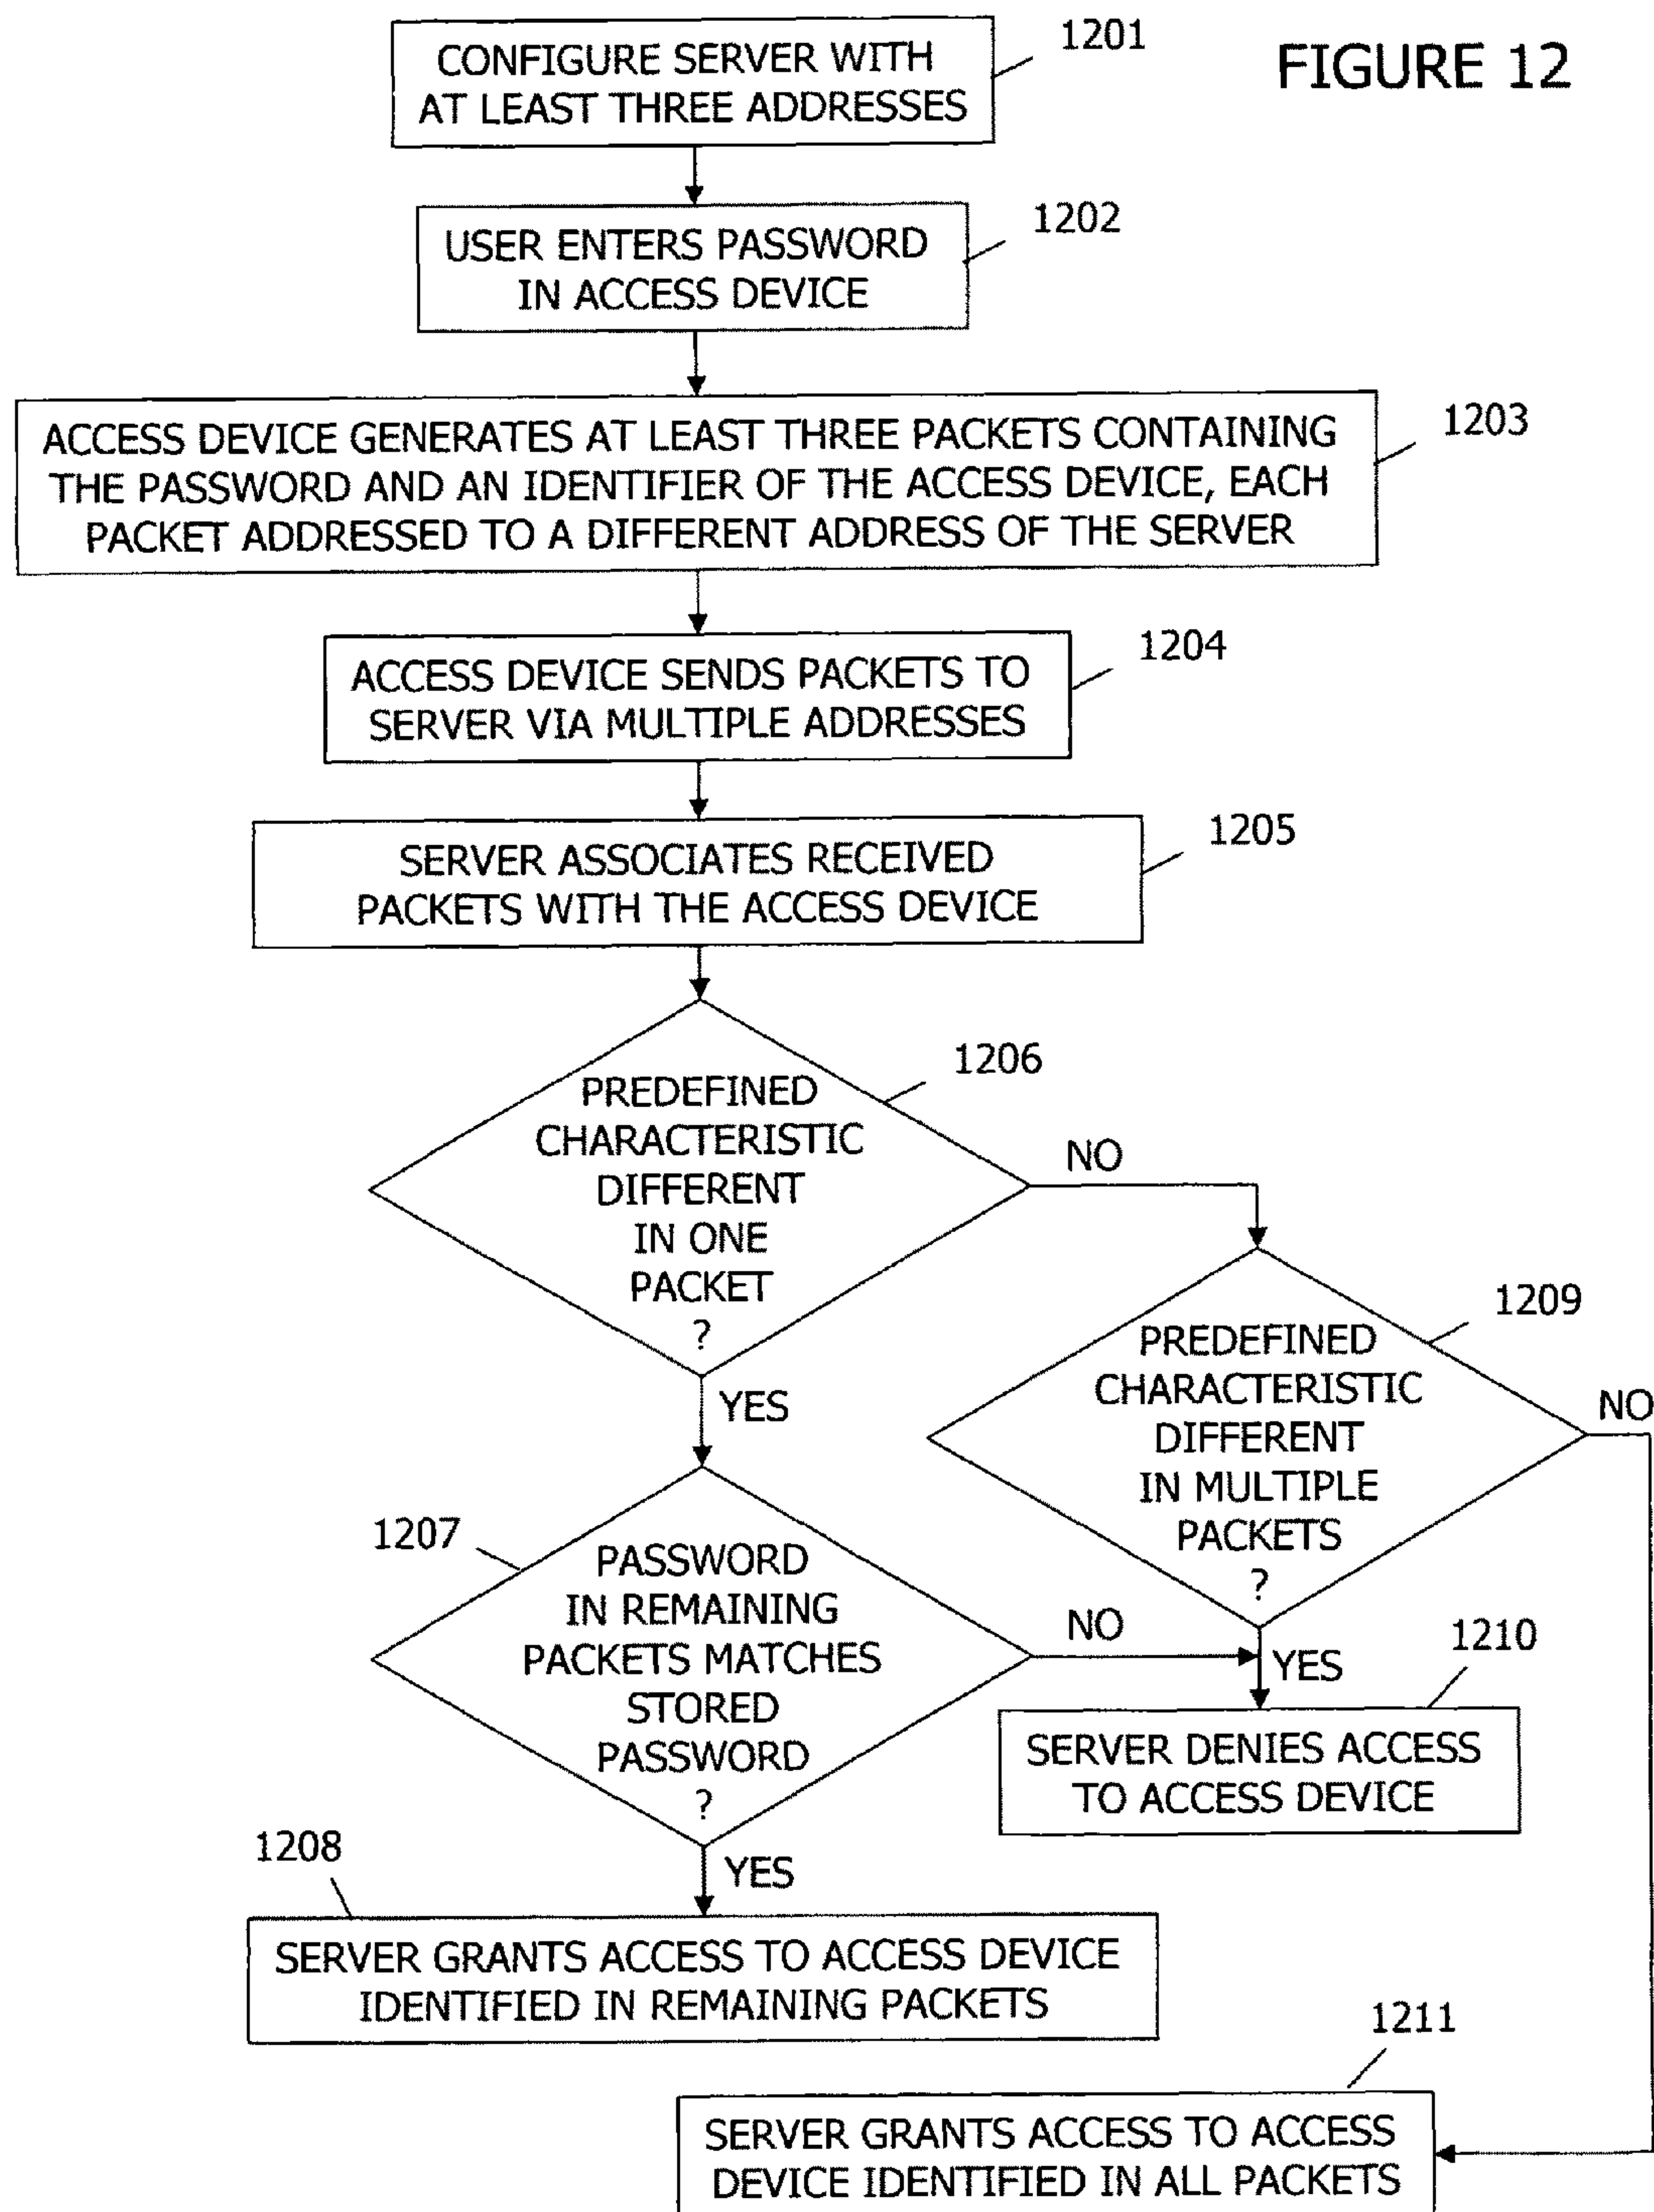 FIGURE 12
1201
CONFIGURE SERVER WITH
AT LEAST THREE ADDRESSES
1202
USER ENTERS PASSWORD
IN ACCESS DEVICE
1203
ACCESS DEVICE GENERATES AT LEAST THREE PACKETS CONTAINING
THE PASSWORD AND AN IDENTIFIER OF THE ACCESS DEVICE, EACH
PACKET ADDRESSED TO A DIFFERENT ADDRESS OF THE SERVER
1204
ACCESS DEVICE SENDS PACKETS TO
SERVER VIA MULTIPLE ADDRESSES
1205
SERVER ASSOCIATES RECEIVED
PACKETS WITH THE ACCESS DEVICE
1206
PREDEFINED
CHARACTERISTIC
DIFFERENT
IN ONE
PACKET
?
NO
YES
1209
PREDEFINED
CHARACTERISTIC
DIFFERENT
IN MULTIPLE
PACKETS
?
NO
YES
1207
PASSWORD
IN REMAINING
PACKETS MATCHES
STORED
PASSWORD
?
NO
YES
1210
SERVER DENIES ACCESS
TO ACCESS DEVICE
1208
SERVER GRANTS ACCESS TO ACCESS DEVICE
IDENTIFIED IN REMAINING PACKETS
1211
SERVER GRANTS ACCESS TO ACCESS
DEVICE IDENTIFIED IN ALL PACKETS